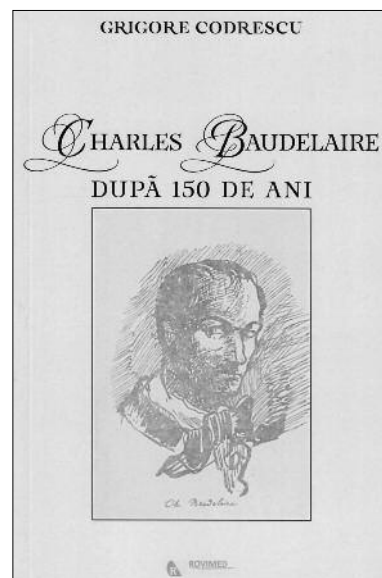 GRIGORE CODRESCU
CHARLES BAUDELAIRE
DUPĂ 150 DE ANI
Ch. Baudelaire
ROVIMED